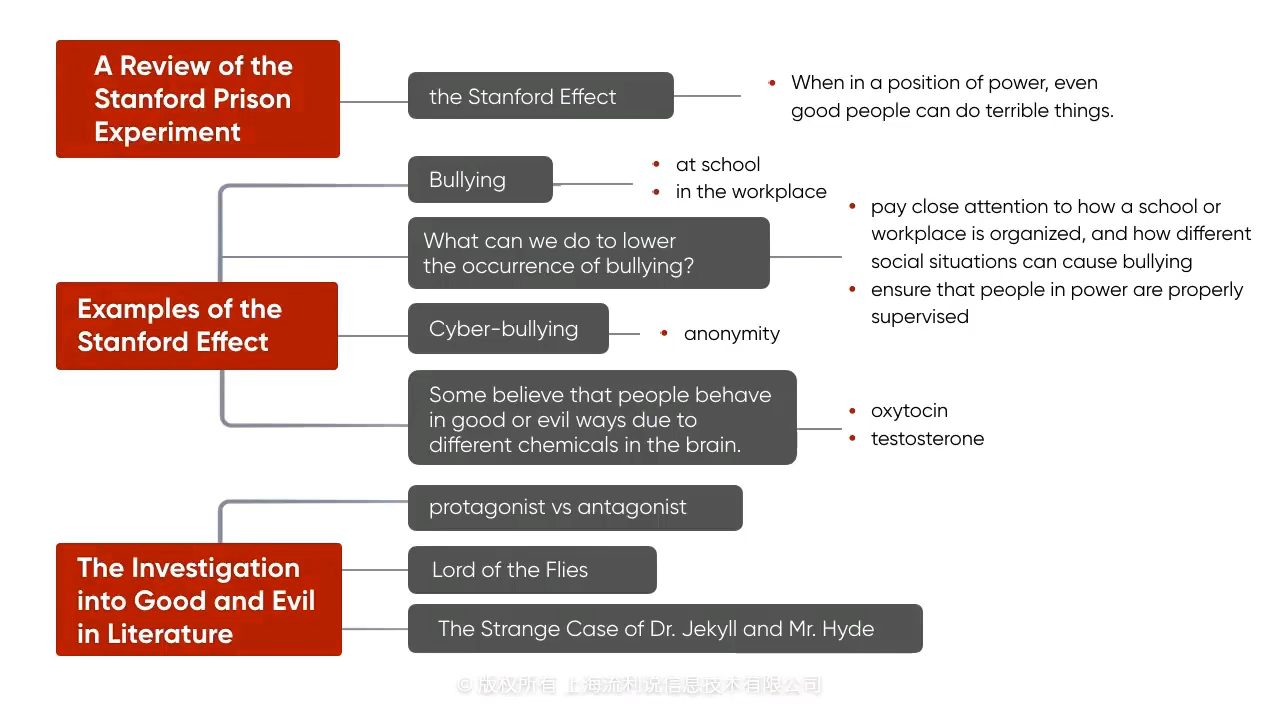 A Review of the
Stanford Prison
Experiment
the Stanford Effect
• When in a position of power, even
good people can do terrible things.
Bullying
• at school
• in the workplace
What can we do to lower
the occurrence of bullying?
• pay close attention to how a school or
workplace is organized, and how different
social situations can cause bullying
• ensure that people in power are properly
supervised
Examples of the
Stanford Effect
Cyber-bullying
• anonymity
Some believe that people behave
in good or evil ways due to
different chemicals in the brain.
• oxytocin
• testosterone
protagonist vs antagonist
The Investigation
into Good and Evil
in Literature
Lord of the Flies
The Strange Case of Dr. Jekyll and Mr. Hyde
© 版权所有 上海流利说信息技术有限公司